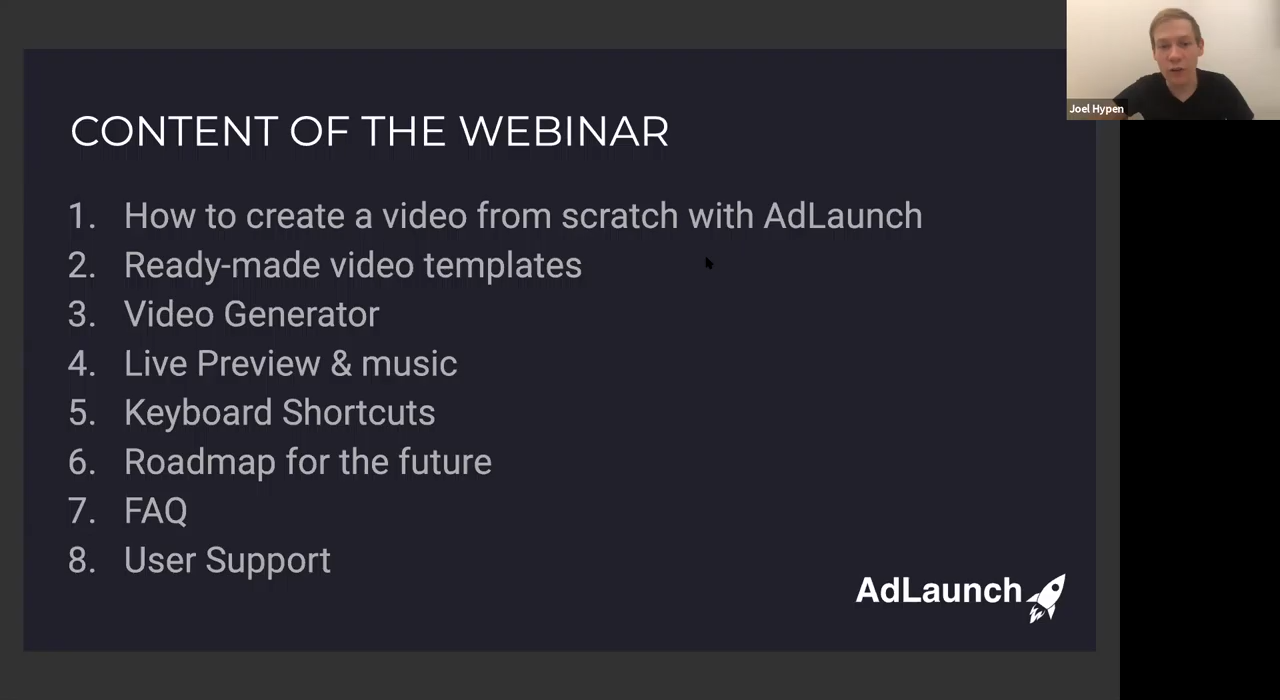 CONTENT OF THE WEBINAR
1. How to create a video from scratch with AdLaunch
2. Ready-made video templates
3. Video Generator
4. Live Preview & music
5. Keyboard Shortcuts
6. Roadmap for the future
7. FAQ
8. User Support
AdLaunch
Joel Hypen